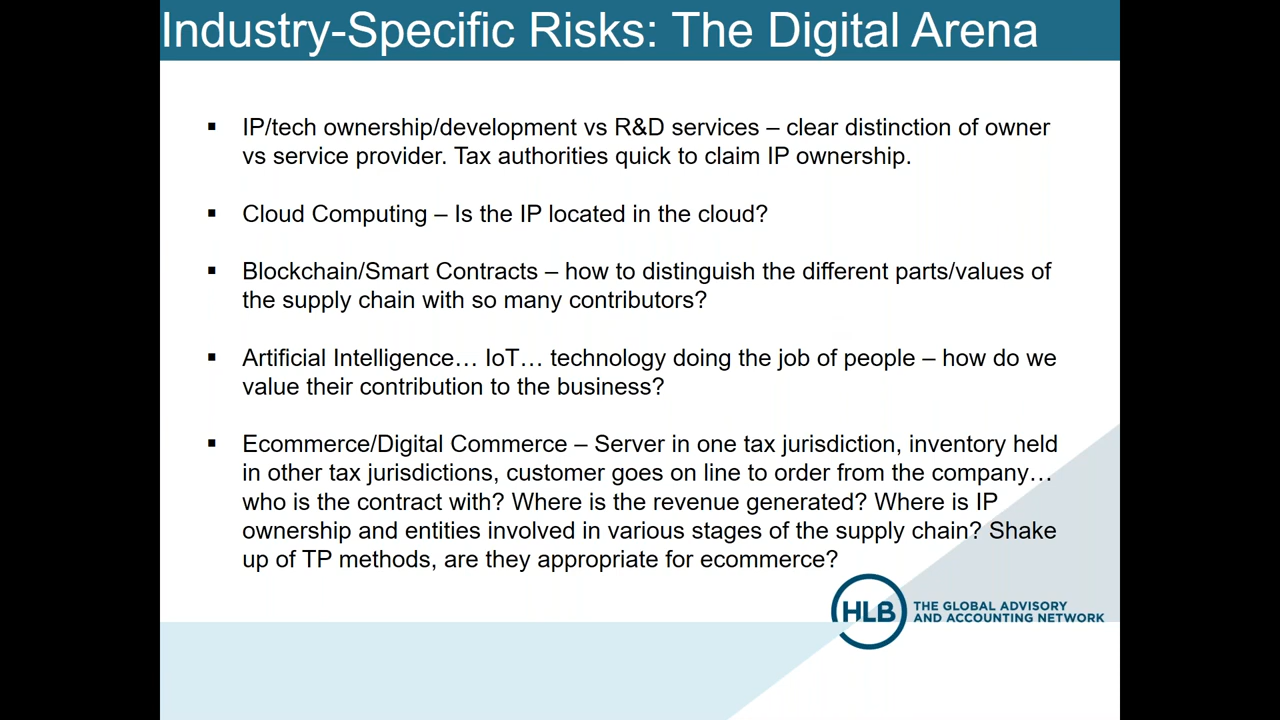 Industry-Specific Risks: The Digital Arena
▪ IP/tech ownership/development vs R&D services – clear distinction of owner
vs service provider. Tax authorities quick to claim IP ownership.
▪ Cloud Computing – Is the IP located in the cloud?
▪ Blockchain/Smart Contracts – how to distinguish the different parts/values of
the supply chain with so many contributors?
▪ Artificial Intelligence… IoT… technology doing the job of people – how do we
value their contribution to the business?
▪ Ecommerce/Digital Commerce – Server in one tax jurisdiction, inventory held
in other tax jurisdictions, customer goes on line to order from the company…
who is the contract with? Where is the revenue generated? Where is IP
ownership and entities involved in various stages of the supply chain? Shake
up of TP methods, are they appropriate for ecommerce?
HLB
THE GLOBAL ADVISORY
AND ACCOUNTING NETWORK